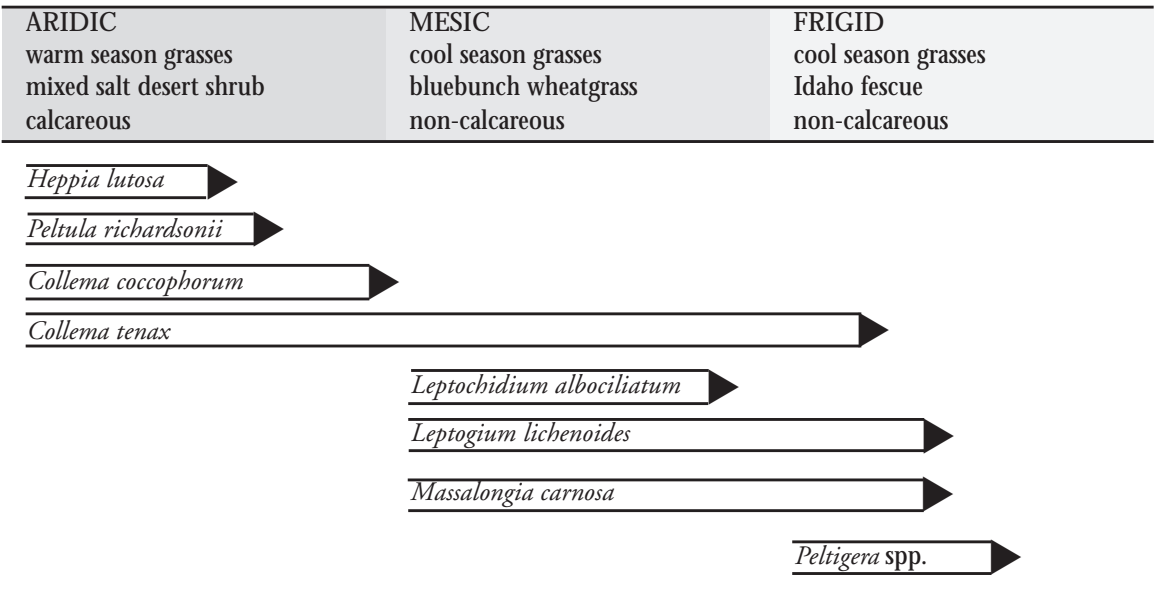 ARIDIC
warm season grasses
mixed salt desert shrub
calcareous
MESIC
cool season grasses
bluebunch wheatgrass
non-calcareous
FRIGID
cool season grasses
Idaho fescue
non-calcareous
Heppia lutosa
Peltula richardsonii
Collema coccophorum
Collema tenax
Leptochidium albociliatum
Leptogium lichenoides
Massalongia carnosa
Peltigera spp.